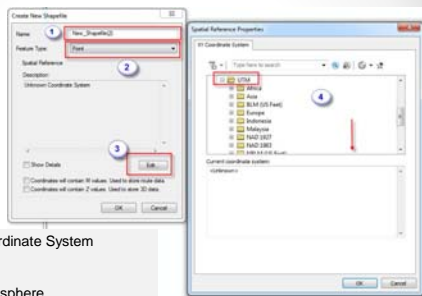 Create New Shapefile
1
Name:
New_Shapefile(2)
Feature Type:
Point
2
Spatial Reference
Description:
Unknown Coordinate System
3
Show Details
Edit...
Coordinates will contain M values. Used to store route data.
Coordinates will contain Z values. Used to store 3D data.
OK
Cancel
rdinate System
sphere
Spatial Reference Properties
XY Coordinate System
Type here to search
UTM
Africa
Asia
BLM (US Feet)
Europe
Indonesia
Malaysia
NAD 1927
NAD 1983
4
Current coordinate system:
<Unknown>
OK
Cancel